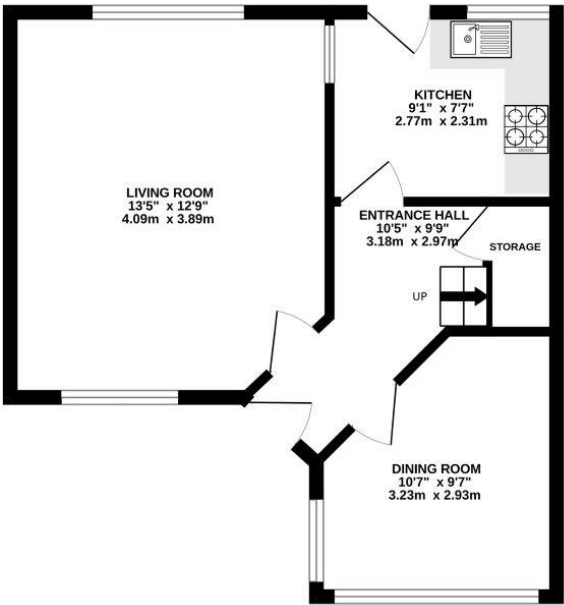 KITCHEN
9'1" x 7'7"
2.77m x 2.31m
LIVING ROOM
13'5" x 12'9"
4.09m x 3.89m
ENTRANCE HALL
10'5" x 9'9"
3.18m x 2.97m
STORAGE
UP
DINING ROOM
10'7" x 9'7"
3.23m x 2.93m